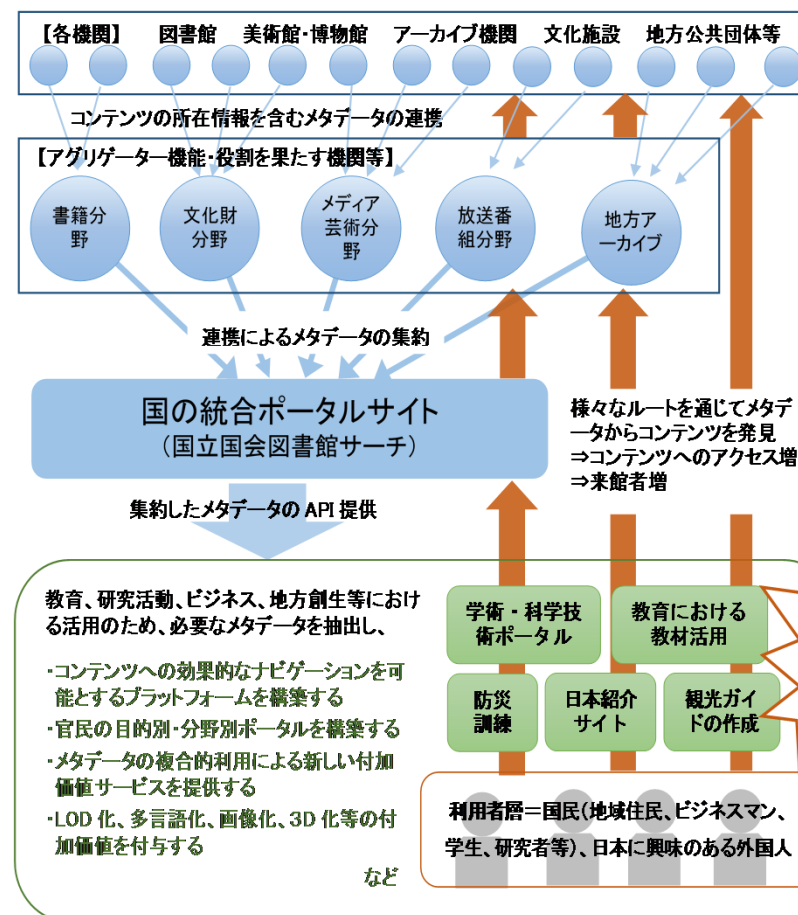 【各機関】 図書館 美術館・博物館 アーカイブ機関 文化施設 地方公共団体等
コンテンツの所在情報を含むメタデータの連携
【アグリゲーター機能・役割を果たす機関等】
書籍分
野
文化財
分野
メディア
芸術分
野
放送番
組分野
地方ア
ーカイブ
連携によるメタデータの集約
国の統合ポータルサイト
（国立国会図書館サーチ）
様々なルートを通じてメタデ
ータからコンテンツを発見
⇒コンテンツへのアクセス増
⇒来館者増
集約したメタデータの API 提供
教育、研究活動、ビジネス、地方創生等におけ
る活用のため、必要なメタデータを抽出し、
・コンテンツへの効果的なナビゲーションを可
能とするプラットフォームを構築する
・官民の目的別・分野別ポータルを構築する
・メタデータの複合的利用による新しい付加
価値サービスを提供する
・LOD 化、多言語化、画像化、3D 化等の付
加価値を付与する
など
学術・科学技
術ポータル
教育における
教材活用
防災
訓練
日本紹介
サイト
観光ガイ
ドの作成
利用者層＝国民（地域住民、ビジネスマン、
学生、研究者等）、日本に興味のある外国人